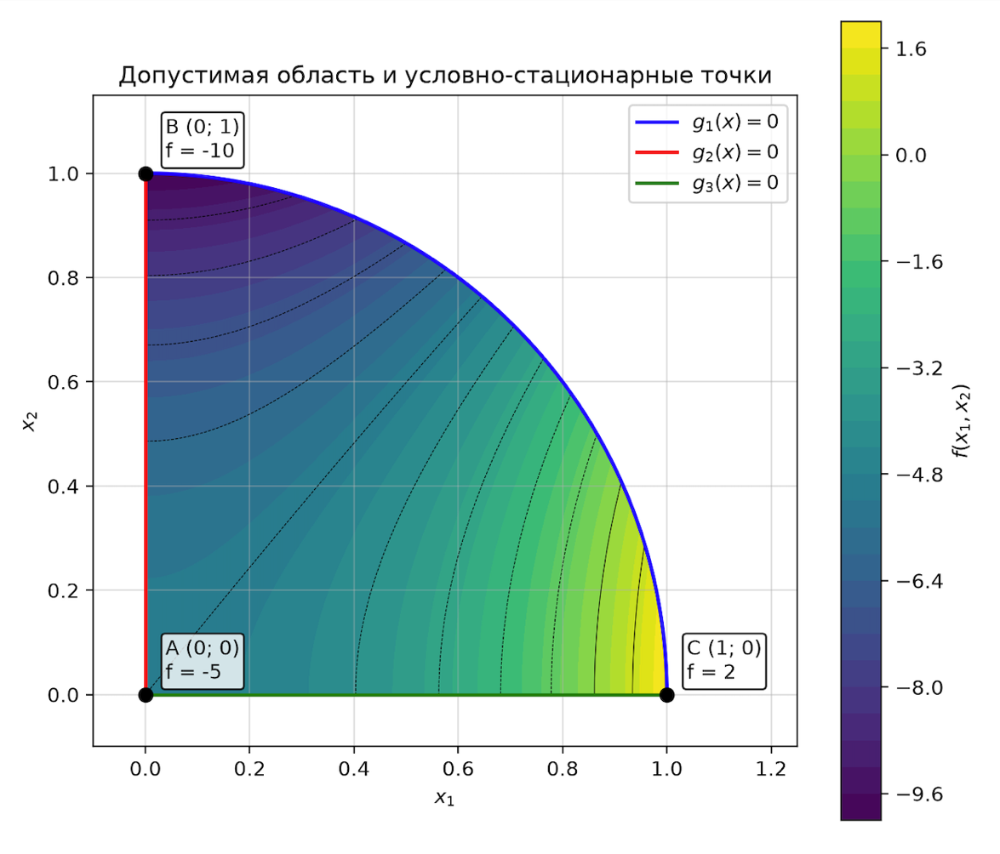 Допустимая область и условно-стационарные точки
B (0; 1)
f = -10
g₁(x) = 0
g₂(x) = 0
g₃(x) = 0
A (0; 0)
f = -5
C (1; 0)
f = 2
1.0
0.8
0.6
0.4
0.2
0.0
x₂
0.0 0.2 0.4 0.6 0.8 1.0 1.2
x₁
1.6
0.0
−1.6
−3.2
−4.8
−6.4
−8.0
−9.6
f(x₁, x₂)